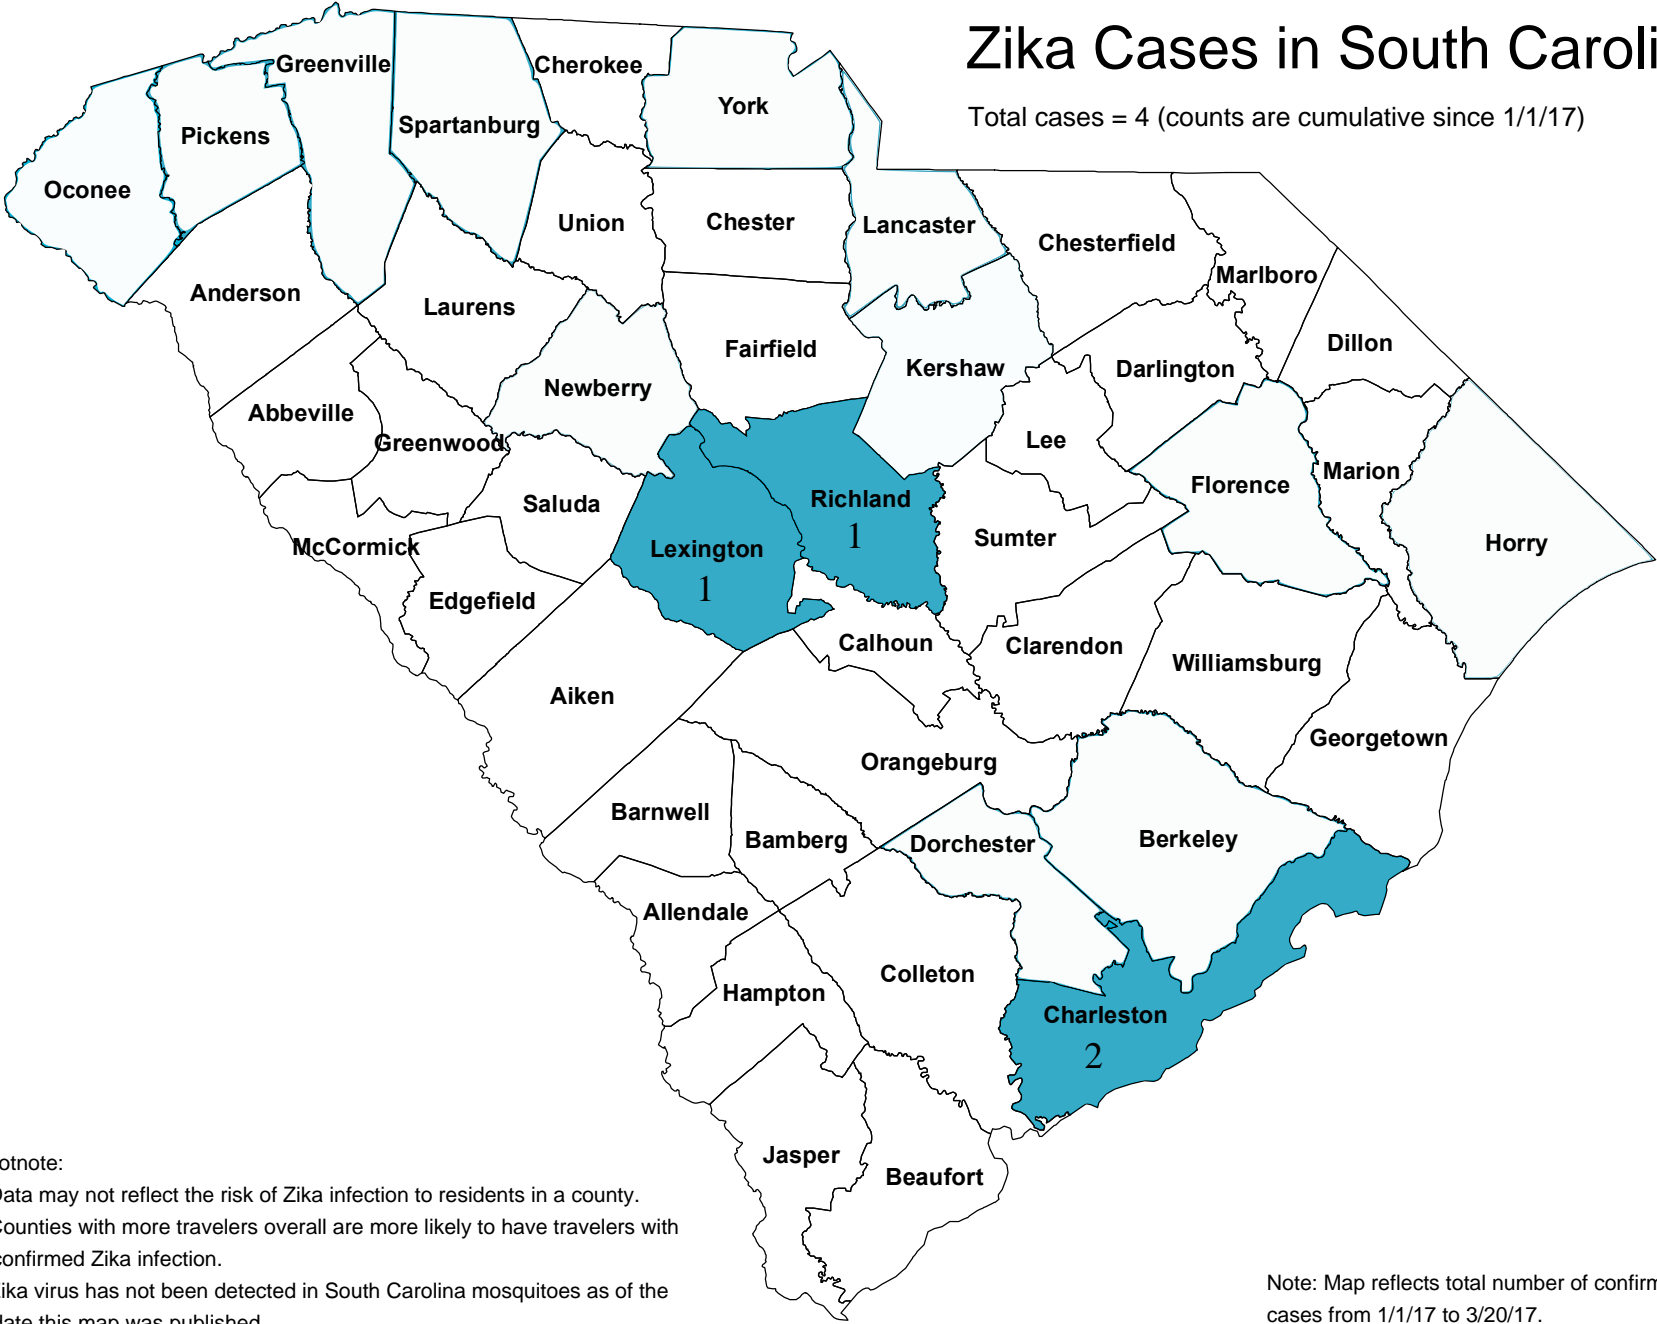 Zika Cases in South Caroli
Total cases = 4 (counts are cumulative since 1/1/17)
Greenville
Cherokee
York
Spartanburg
Pickens
Oconee
Union
Chester
Lancaster
Chesterfield
Marlboro
Anderson
Laurens
Dillon
Fairfield
Kershaw
Darlington
Newberry
Abbeville
Greenwood
Lee
Marion
Florence
Richland
1
Saluda
Sumter
Horry
McCormick
Lexington
1
Edgefield
Calhoun
Clarendon
Williamsburg
Aiken
Georgetown
Orangeburg
Barnwell
Bamberg
Dorchester
Berkeley
Allendale
Colleton
Hampton
Charleston
2
Jasper
Beaufort
otnote:
Data may not reflect the risk of Zika infection to residents in a county.
Counties with more travelers overall are more likely to have travelers with
confirmed Zika infection.
Zika virus has not been detected in South Carolina mosquitoes as of the
date this map was published.
Note: Map reflects total number of confirm
cases from 1/1/17 to 3/20/17.